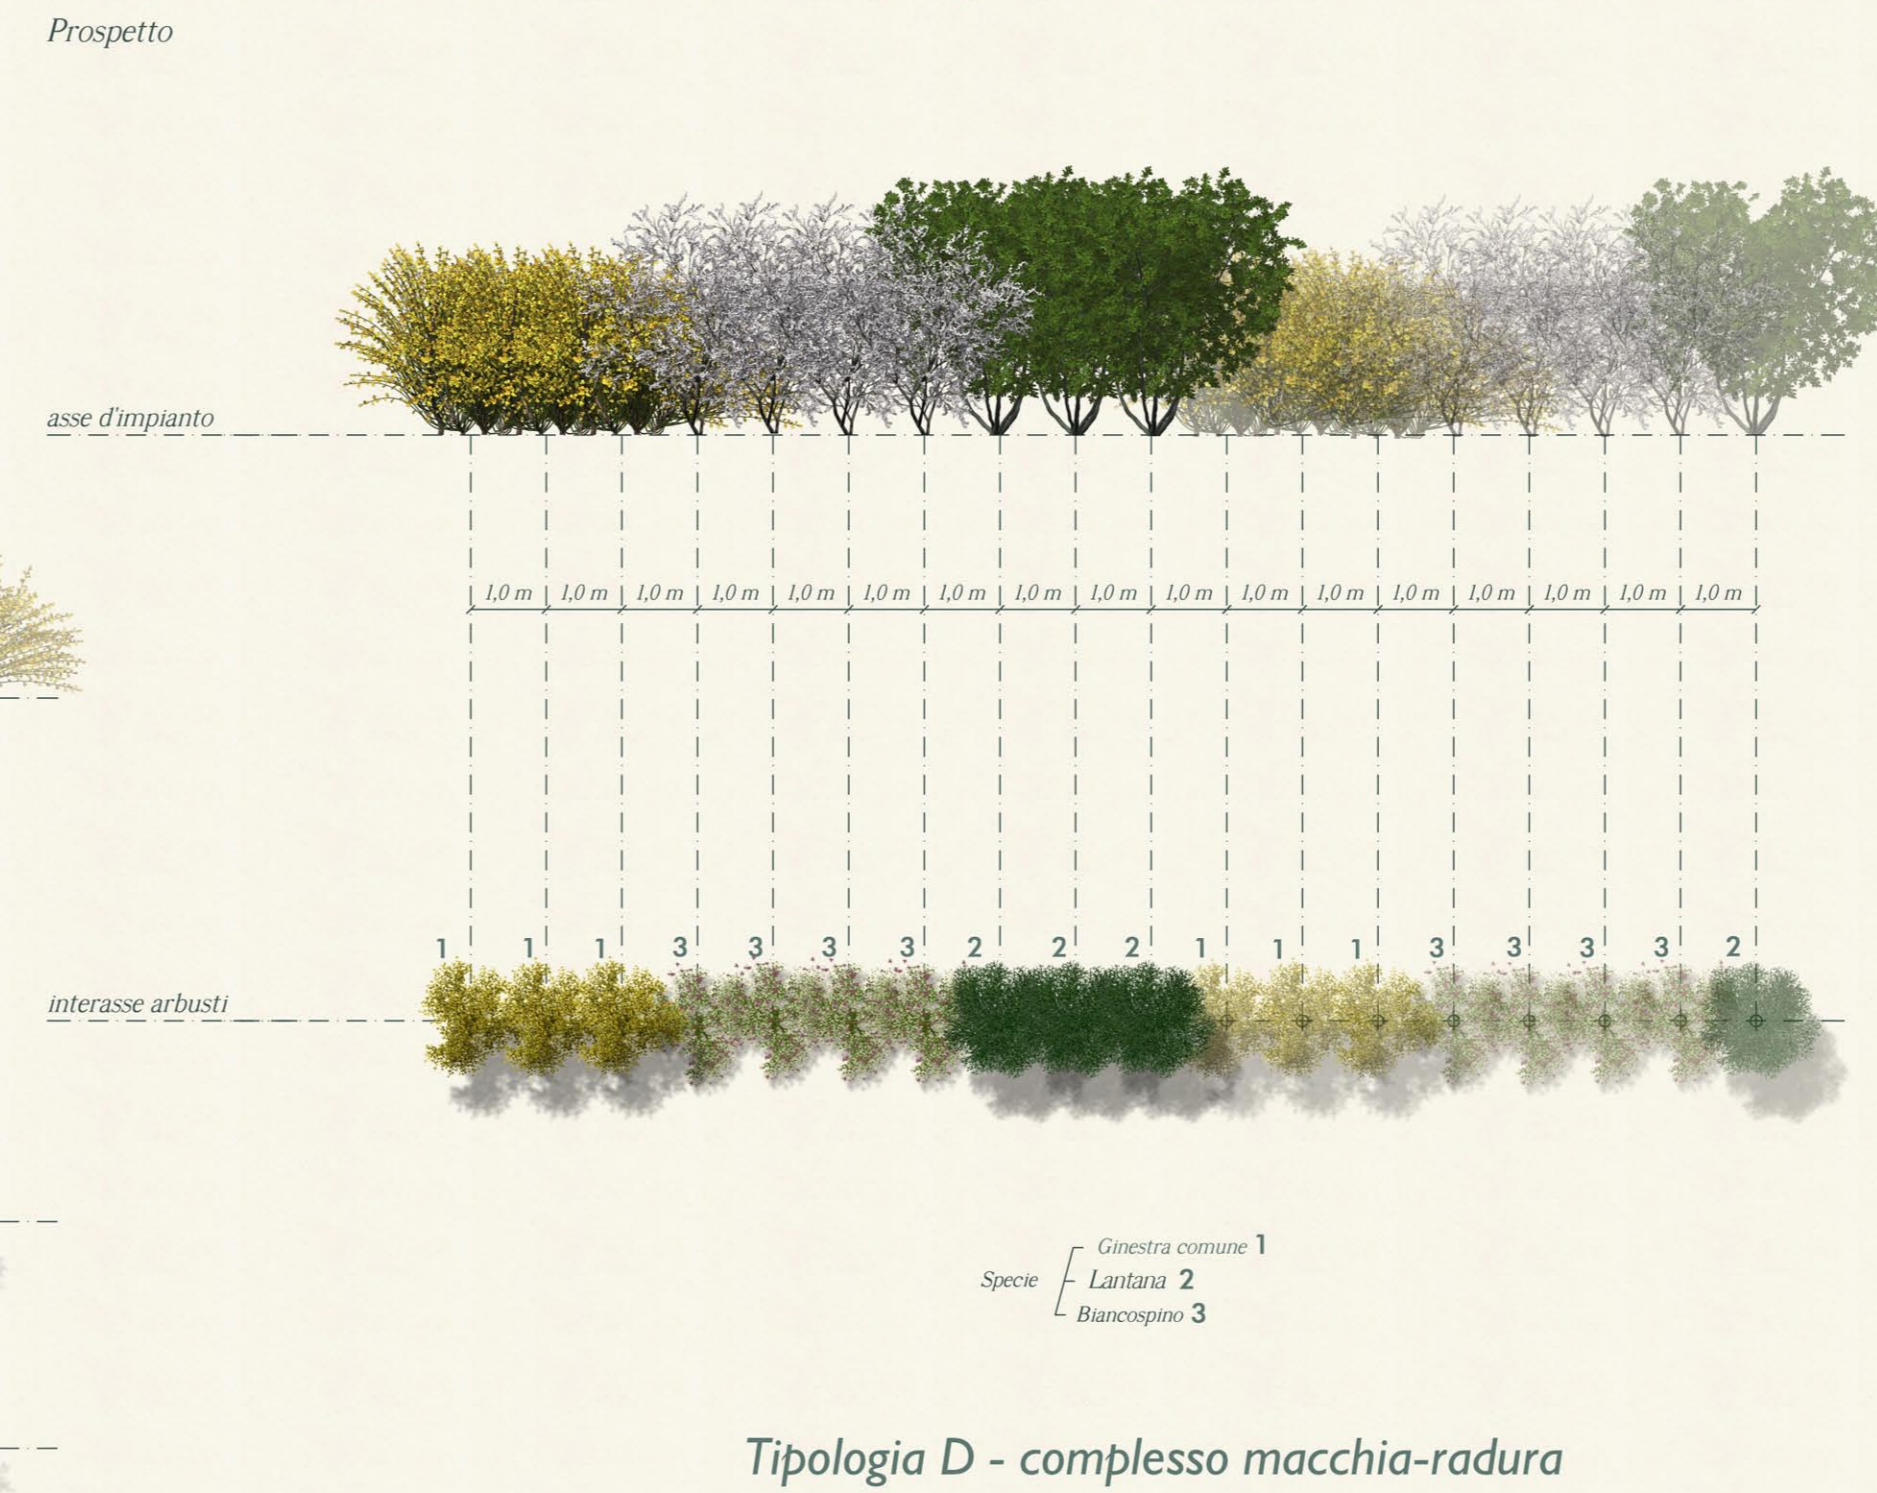 Prospetto
asse d'impianto
1,0 m 1,0 m 1,0 m 1,0 m 1,0 m 1,0 m 1,0 m 1,0 m 1,0 m 1,0 m 1,0 m 1,0 m 1,0 m 1,0 m 1,0 m 1,0 m 1,0 m
1 1 1 3 3 3 3 2 2 2 1 1 1 3 3 3 3 2
interasse arbusti
Ginestra comune 1
Specie Lantana 2
Biancospino 3
Tipologia D - complesso macchia-radura